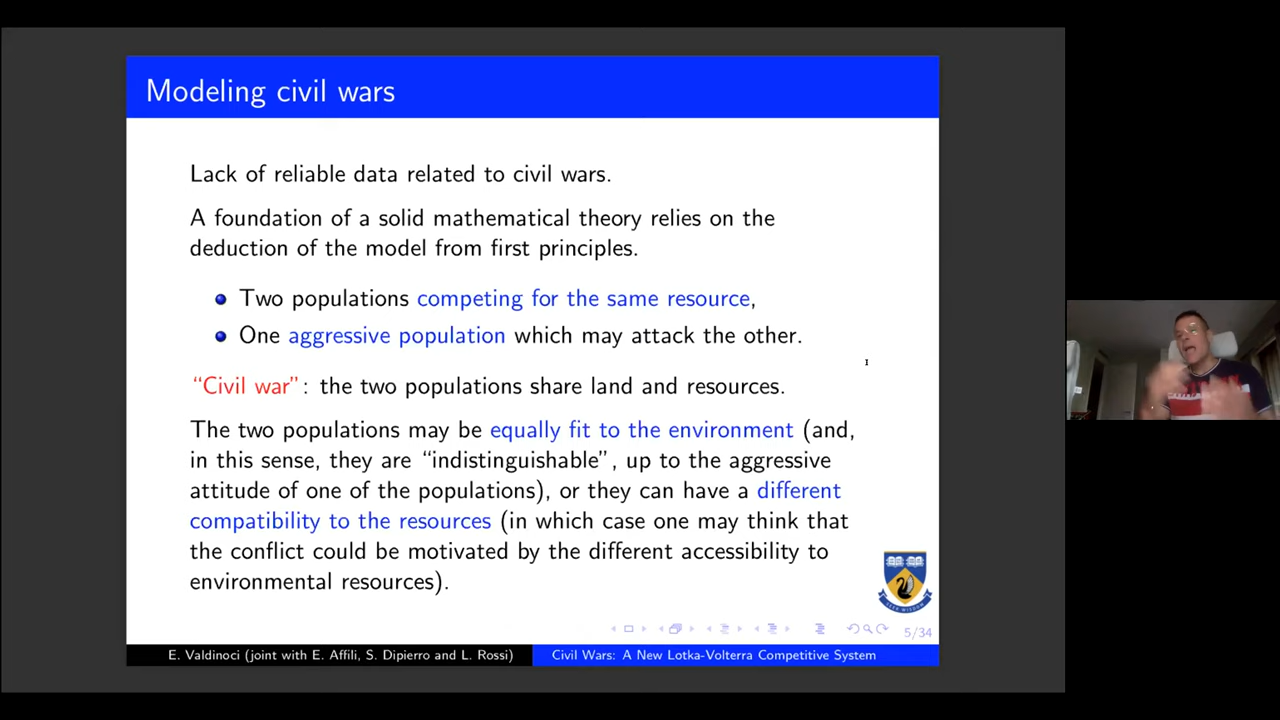 Modeling civil wars
Lack of reliable data related to civil wars.
A foundation of a solid mathematical theory relies on the
deduction of the model from first principles.
Two populations competing for the same resource,
One aggressive population which may attack the other.
“Civil war”: the two populations share land and resources.
The two populations may be equally fit to the environment (and,
in this sense, they are “indistinguishable”, up to the aggressive
attitude of one of the populations), or they can have a different
compatibility to the resources (in which case one may think that
the conflict could be motivated by the different accessibility to
environmental resources).
5/34
E. Valdinoci (joint with E. Affili, S. Dipierro and L. Rossi)
Civil Wars: A New Lotka-Volterra Competitive System